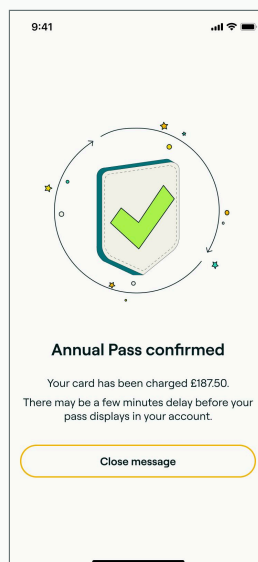 9:41
Annual Pass confirmed
Your card has been charged £187.50.
There may be a few minutes delay before your
pass displays in your account.
Close message